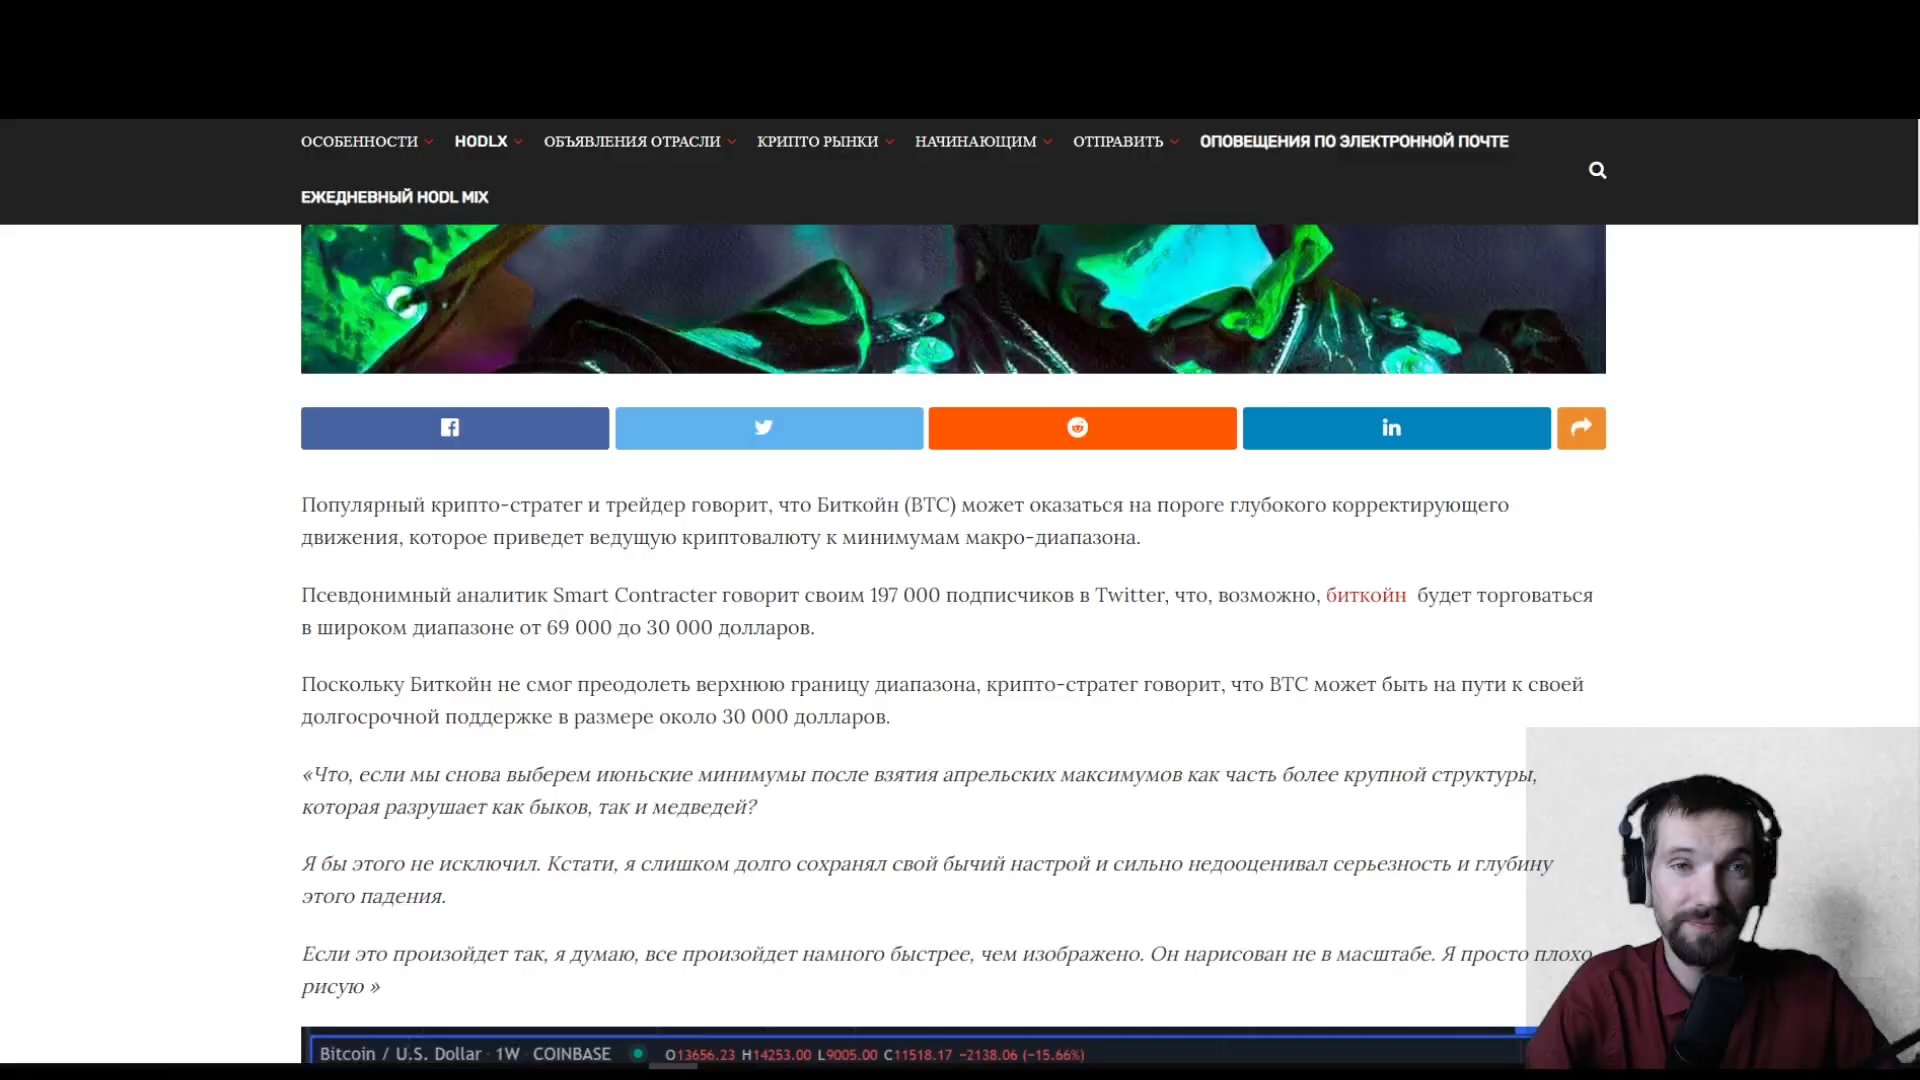 ОСОБЕННОСТИ HODLX ОБЪЯВЛЕНИЯ ОТРАСЛИ КРИПТО РЫНКИ НАЧИНАЮЩИМ ОТПРАВИТЬ ОПОВЕЩЕНИЯ ПО ЭЛЕКТРОННОЙ ПОЧТЕ
ЕЖЕДНЕВНЫЙ HODL MIX
Популярный крипто-стратег и трейдер говорит, что Биткойн (BTC) может оказаться на пороге глубокого корректирующего
движения, которое приведет ведущую криптовалюту к минимумам макро-диапазона.
Псевдонимный аналитик Smart Contracter говорит своим 197 000 подписчиков в Twitter, что, возможно, биткойн будет торговаться
в широком диапазоне от 69 000 до 30 000 долларов.
Поскольку Биткойн не смог преодолеть верхнюю границу диапазона, крипто-стратег говорит, что BTC может быть на пути к своей
долгосрочной поддержке в размере около 30 000 долларов.
«Что, если мы снова выберем июньские минимумы после взятия апрельских максимумов как часть более крупной структуры,
которая разрушает как быков, так и медведей?
Я бы этого не исключил. Кстати, я слишком долго сохранял свой бычий настрой и сильно недооценивал серьезность и глубину
этого падения.
Если это произойдет так, я думаю, все произойдет намного быстрее, чем изображено. Он нарисован не в масштабе. Я просто плохо
рисую »
Bitcoin / U.S. Dollar 1W COINBASE O13656.23 H14253.00 L9005.00 C11518.17 −2138.06 (−15.66%)